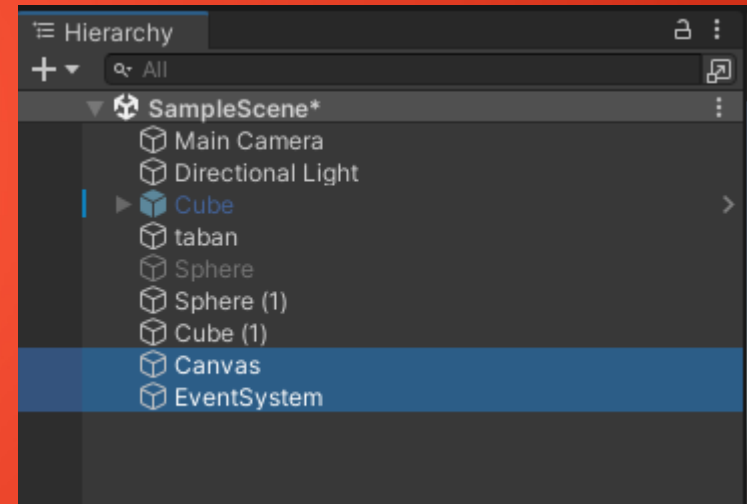 Hierarchy
All
SampleScene*
Main Camera
Directional Light
Cube
taban
Sphere
Sphere (1)
Cube (1)
Canvas
EventSystem